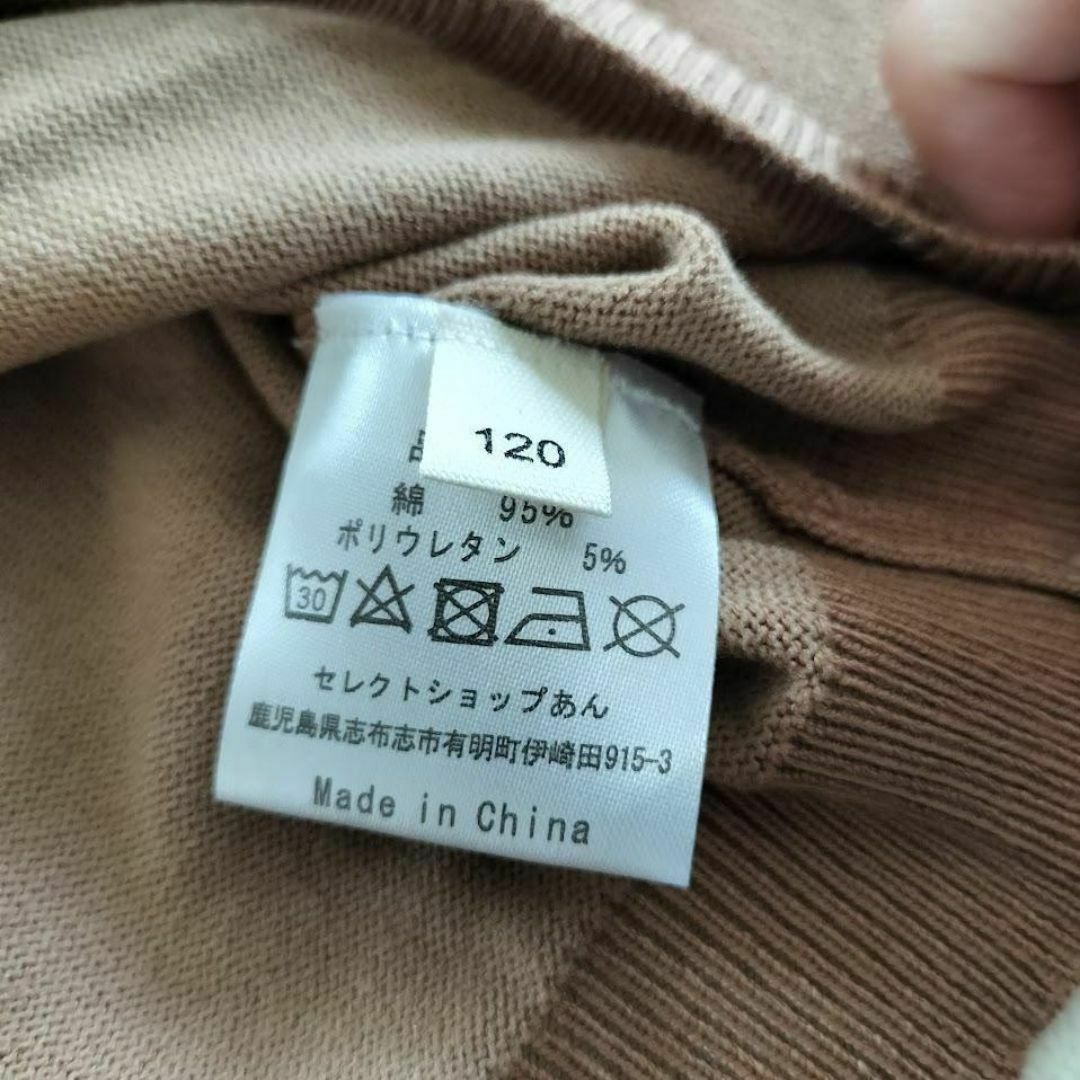 120
綿 95%
ポリウレタン 5%
30
セレクトショップあん
鹿児島県志布志市有明町伊崎田915-3
Made in China